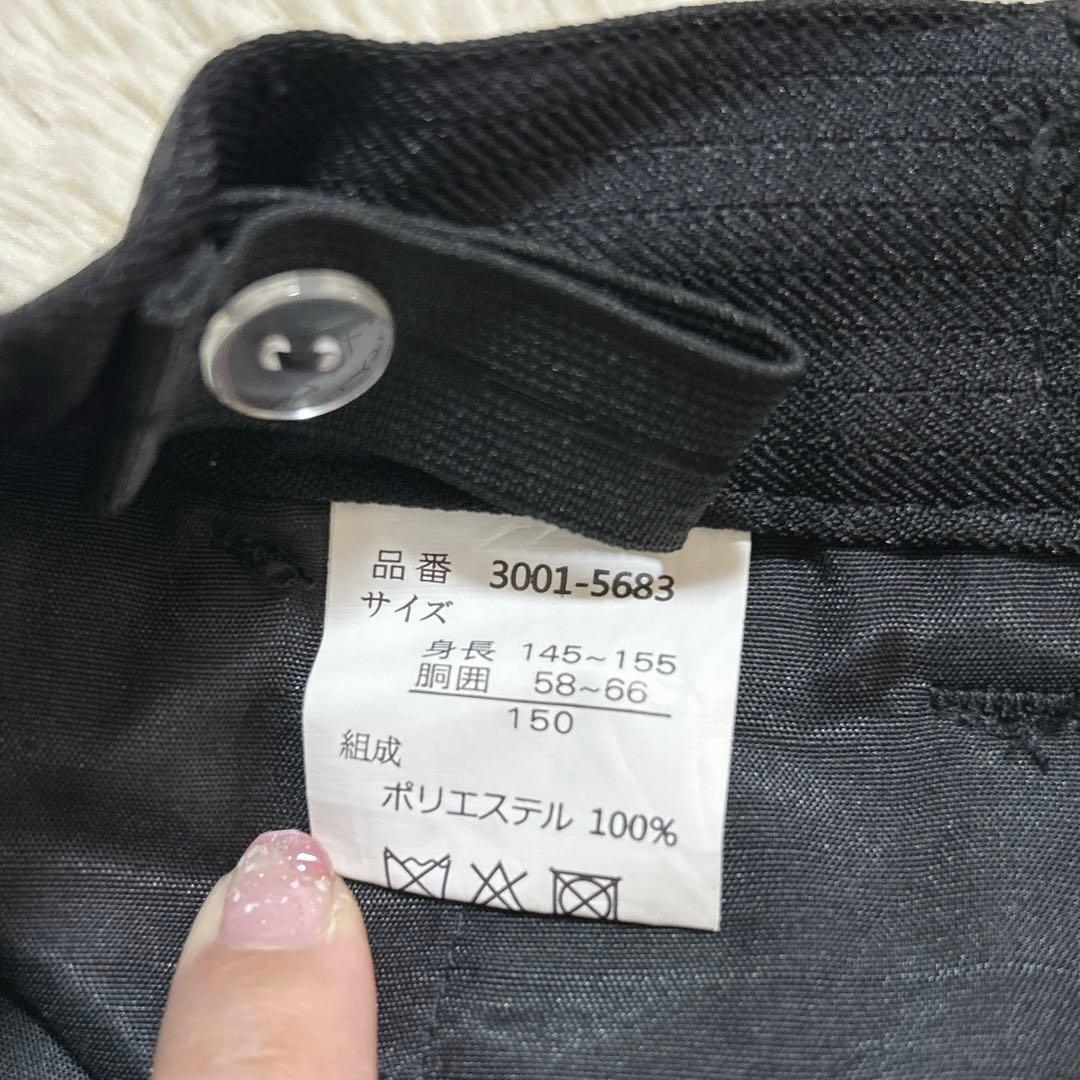 品番 3001-5683
サイズ
身長 145~155
胴囲 58~66
150
組成
ポリエステル 100%